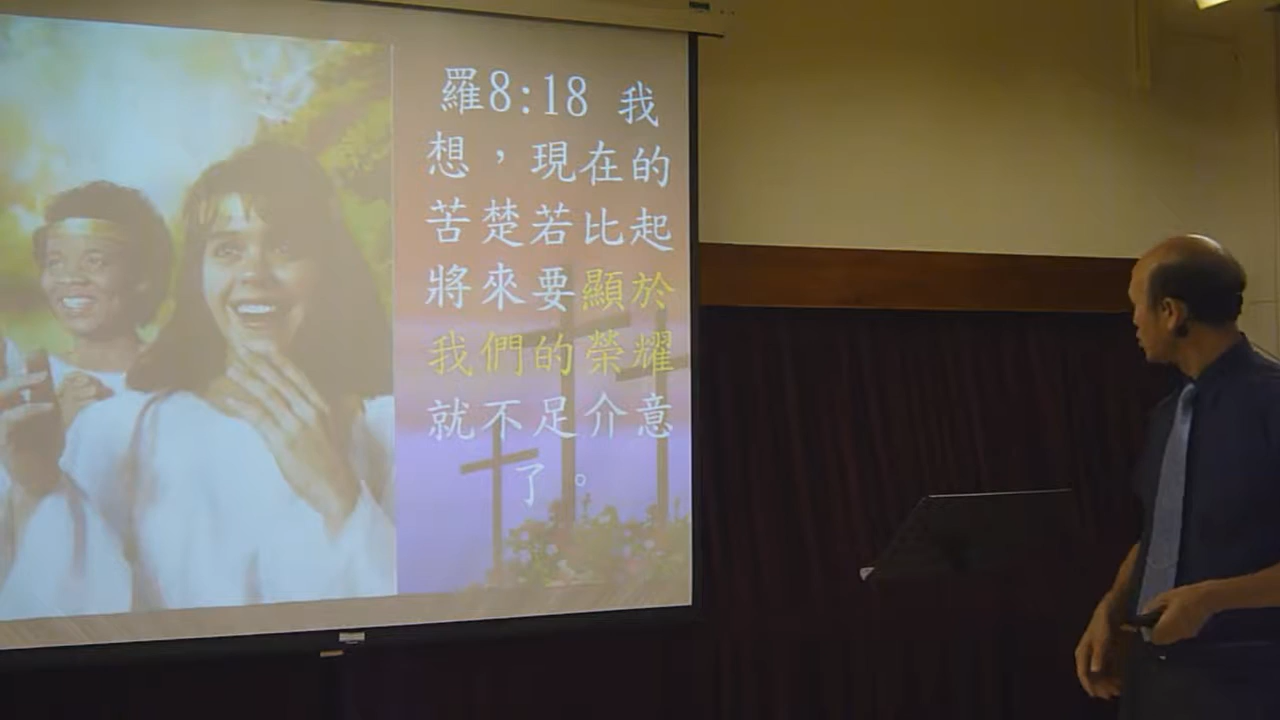 羅8:18 我
想，現在的
苦楚若比起
將來要顯於
我們的榮耀
就不足介意
了。